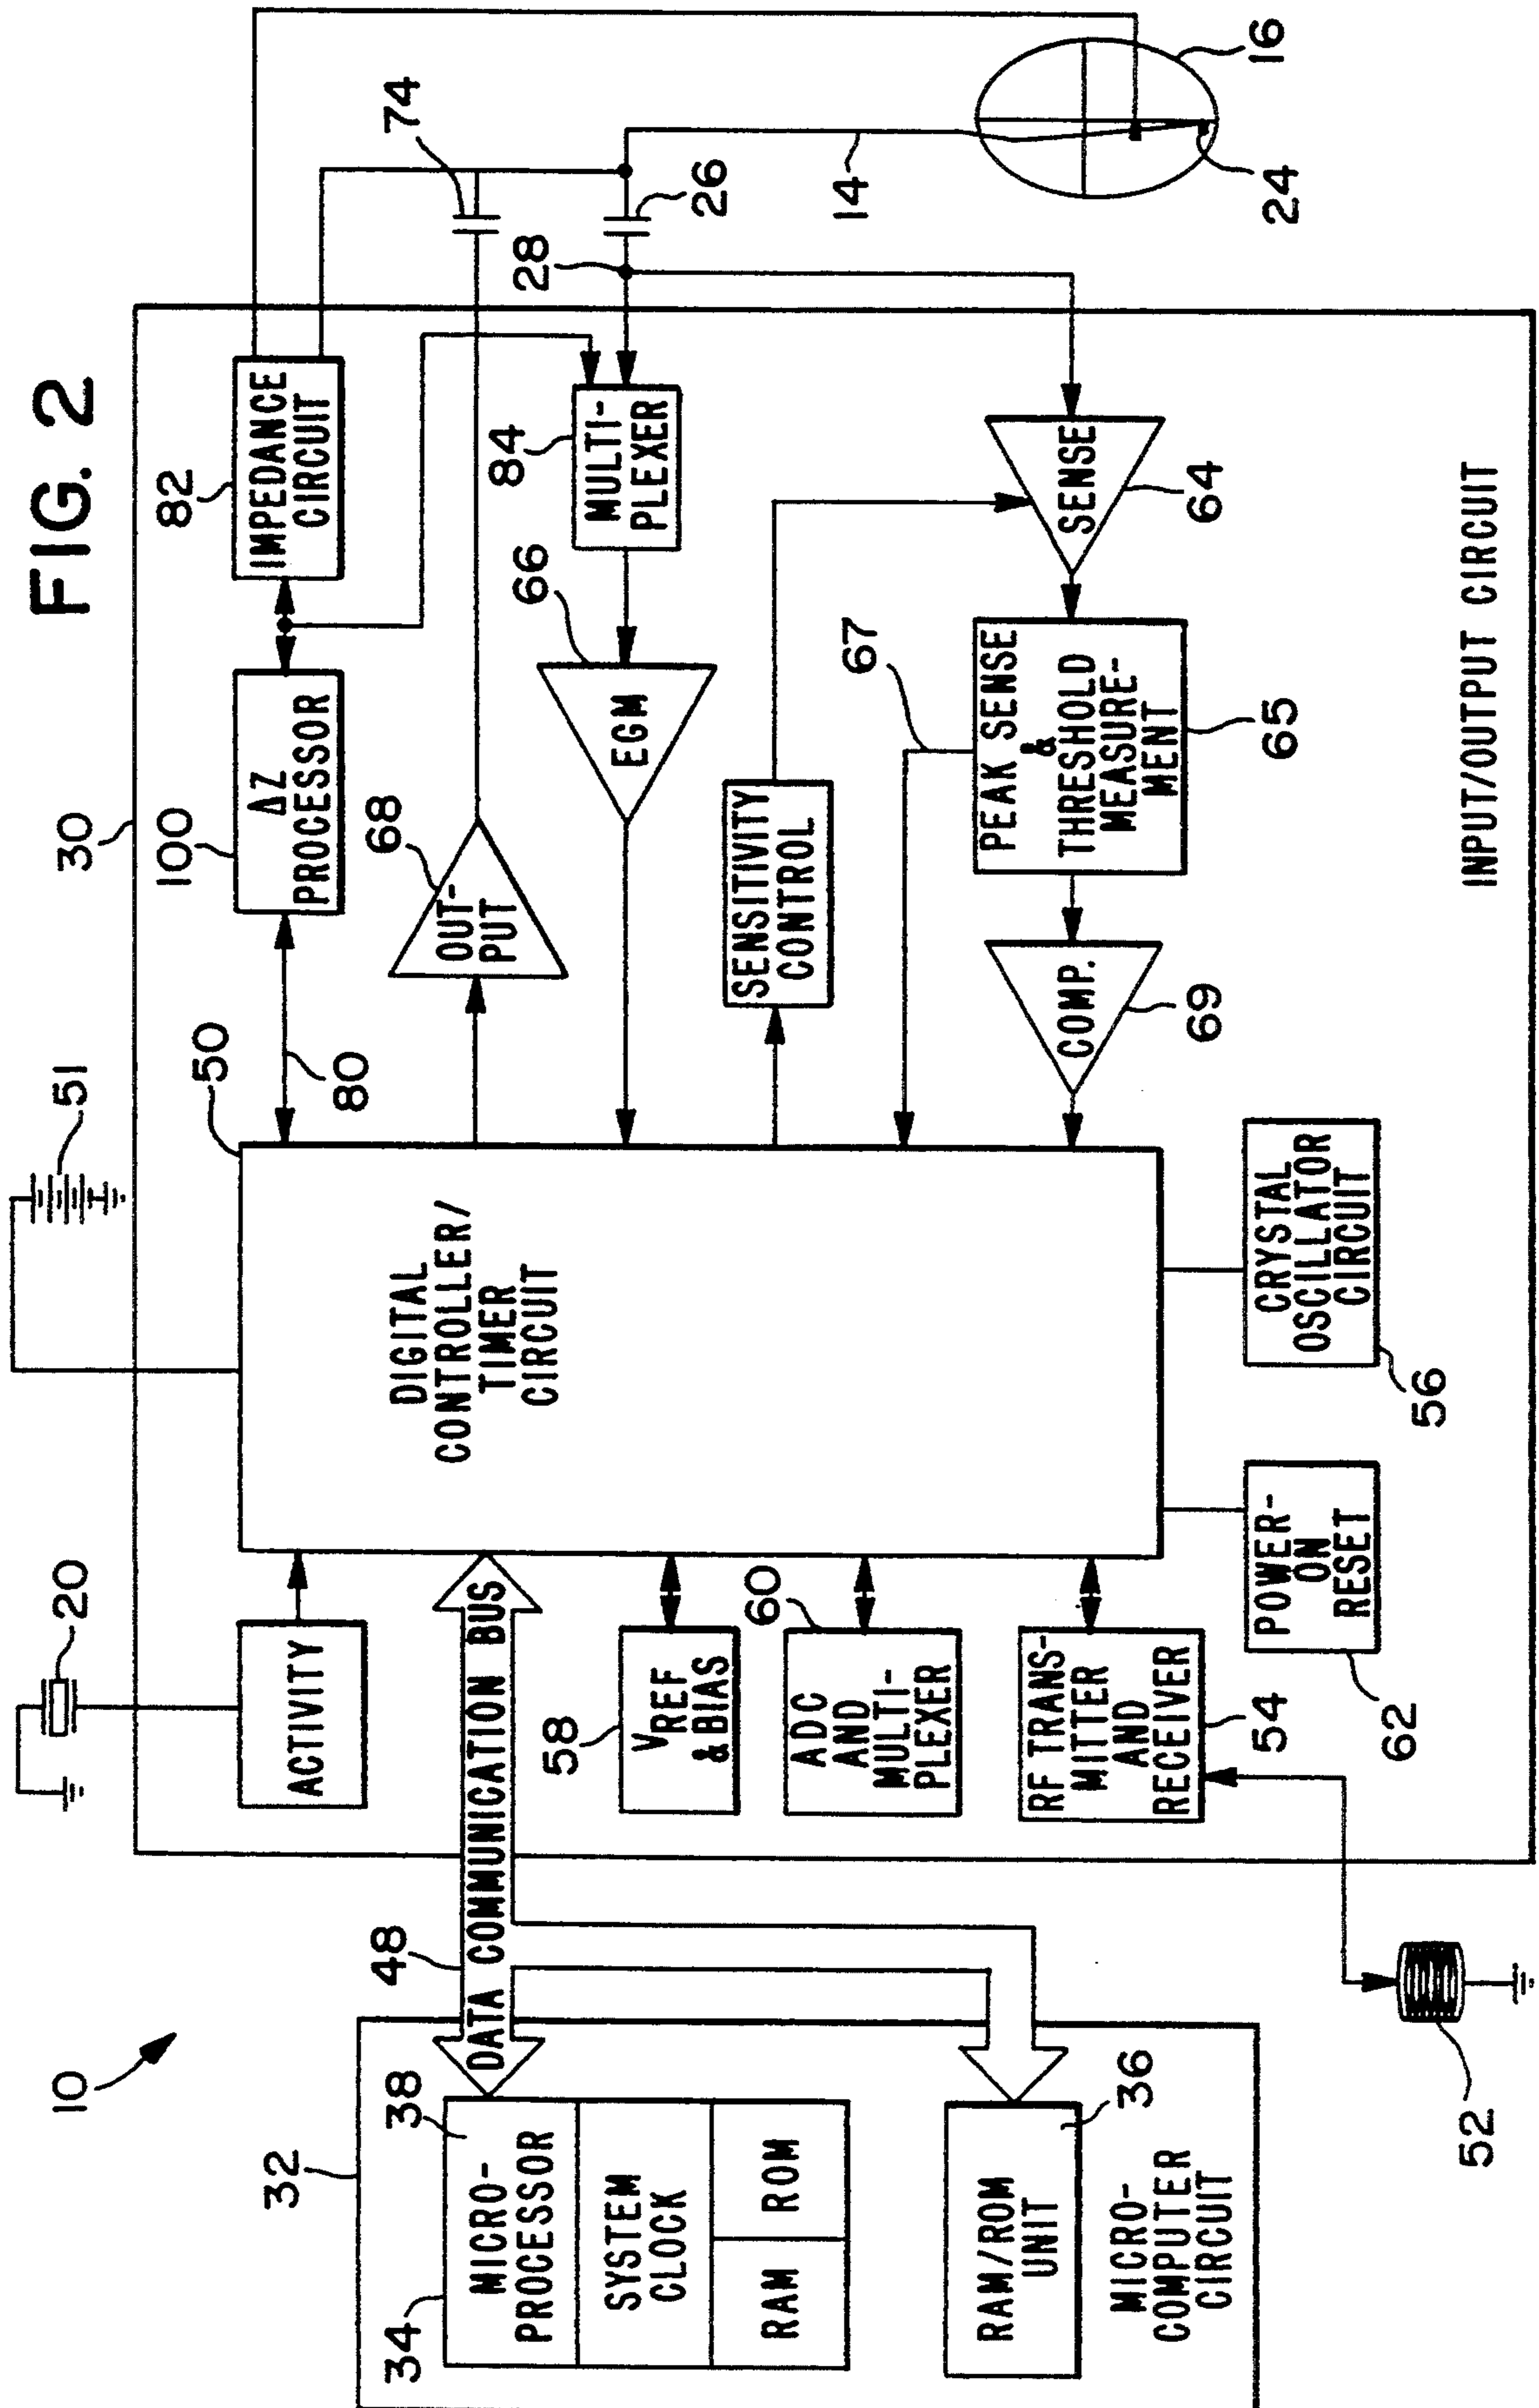 FIG. 2
10
32
34
38
MICRO-
PROCESSOR
SYSTEM
CLOCK
RAM
ROM
RAM/ROM
UNIT
36
MICRO-
COMPUTER
CIRCUIT
48
DATA COMMUNICATION BUS
52
20
ACTIVITY
58
VREF
& BIAS
60
ADC
AND
MULTI-
PLEXER
RF TRANS-
MITTER
AND
RECEIVER
54
62
POWER-
ON
RESET
56
CRYSTAL
OSCILLATOR
CIRCUIT
51
50
DIGITAL
CONTROLLER/
TIMER
CIRCUIT
30
80
100
ΔZ
PROCESSOR
82
IMPEDANCE
CIRCUIT
68
OUT-
PUT
66
EGM
84
MULTI-
PLEXER
SENSITIVITY
CONTROL
67
PEAK SENSE
&
THRESHOLD
MEASURE-
MENT
65
COMP.
69
SENSE
64
INPUT/OUTPUT CIRCUIT
74
28
26
14
16
24